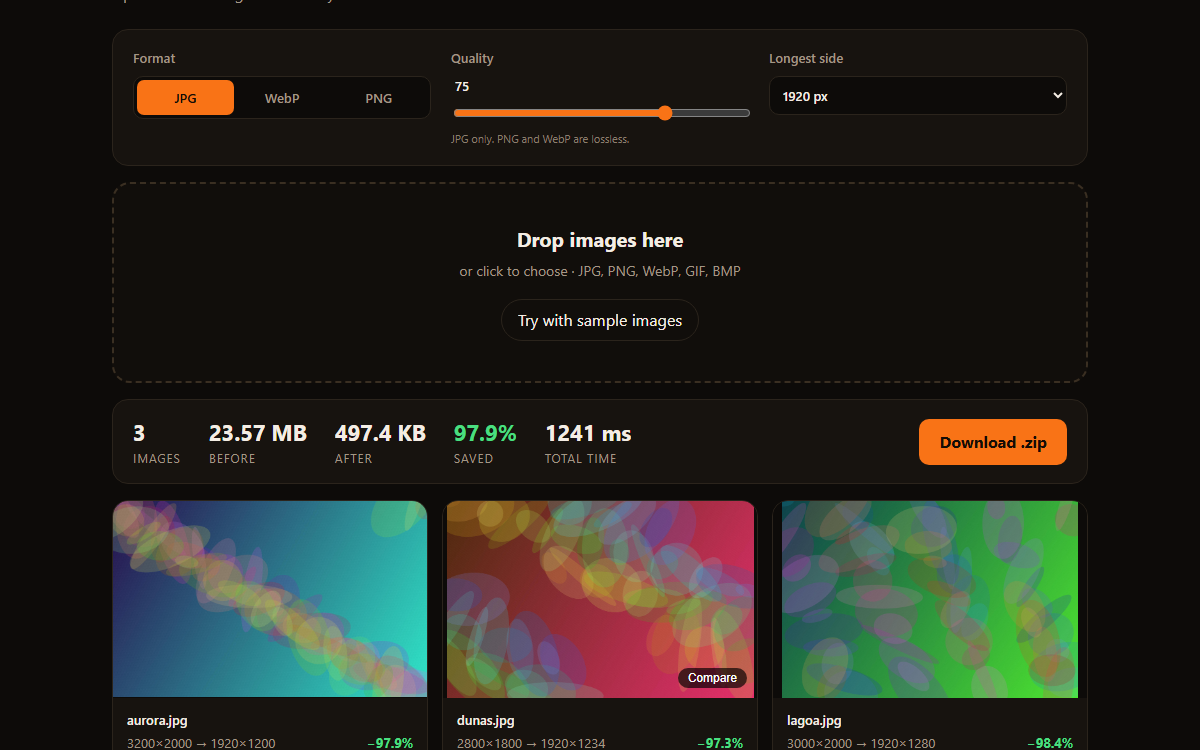 Format
Quality
Longest side
JPG
WebP
PNG
75
1920 px
JPG only. PNG and WebP are lossless.
Drop images here
or click to choose · JPG, PNG, WebP, GIF, BMP
Try with sample images
3
IMAGES
23.57 MB
BEFORE
497.4 KB
AFTER
97.9%
SAVED
1241 ms
TOTAL TIME
Download .zip
Compare
aurora.jpg
3200×2000 → 1920×1200
−97.9%
dunas.jpg
2800×1800 → 1920×1234
−97.3%
lagoa.jpg
3000×2000 → 1920×1280
−98.4%